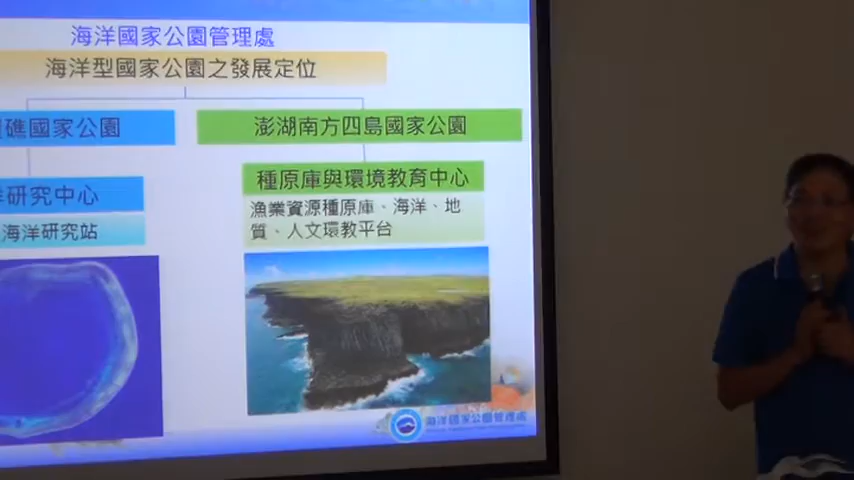 海洋國家公園管理處
海洋型國家公園之發展定位
礁國家公園
澎湖南方四島國家公園
研究中心
種原庫與環境教育中心
海洋研究站
漁業資源種原庫、海洋、地
質、人文環教平台
海洋國家公園管理處